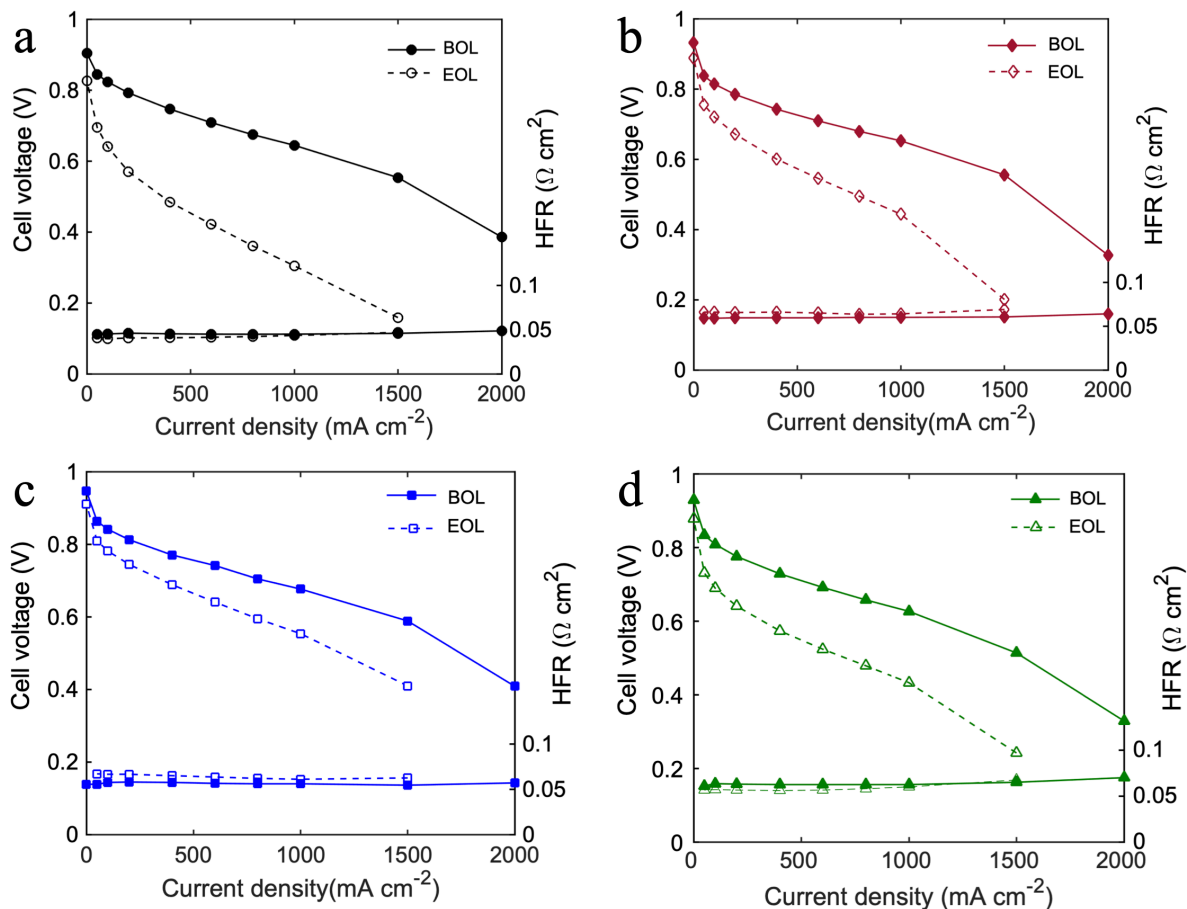 a
BOL
EOL
Cell voltage (V)
1
0.8
0.6
0.4
0.2
0
HFR (Ω cm²)
0.1
0.05
0
0 500 1000 1500 2000
Current density (mA cm⁻²)
b
BOL
EOL
Cell voltage (V)
1
0.8
0.6
0.4
0.2
0
HFR (Ω cm²)
0.1
0.05
0
0 500 1000 1500 2000
Current density(mA cm⁻²)
c
BOL
EOL
Cell voltage (V)
1
0.8
0.6
0.4
0.2
0
HFR (Ω cm²)
0.1
0.05
0
0 500 1000 1500 2000
Current density(mA cm⁻²)
d
BOL
EOL
Cell voltage (V)
1
0.8
0.6
0.4
0.2
0
HFR (Ω cm²)
0.1
0.05
0
0 500 1000 1500 2000
Current density(mA cm⁻²)